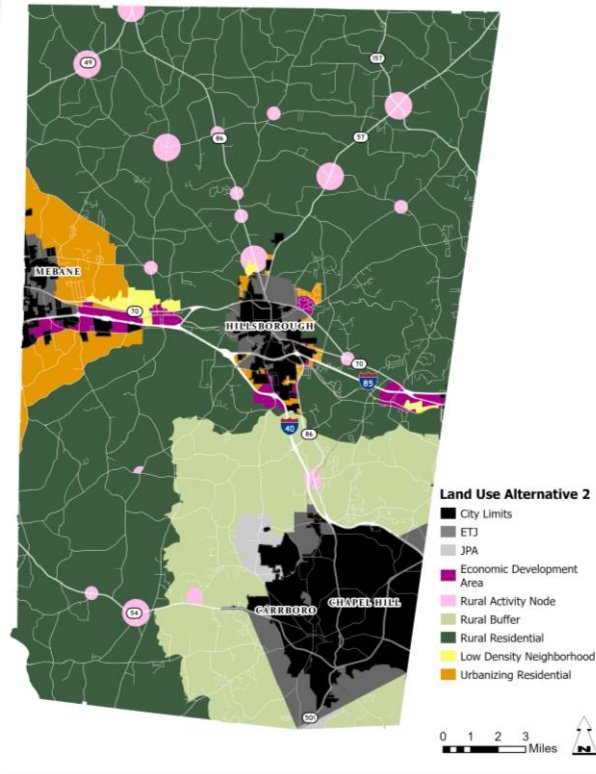 49
157
86
57
MEBANE
70
HILLSBOROUGH
70
85
40
86
Land Use Alternative 2
City Limits
ETJ
JPA
Economic Development
Area
Rural Activity Node
Rural Buffer
Rural Residential
Low Density Neighborhood
Urbanizing Residential
54
CARRBORO
CHAPEL HILL
501
0 1 2 3
Miles
N